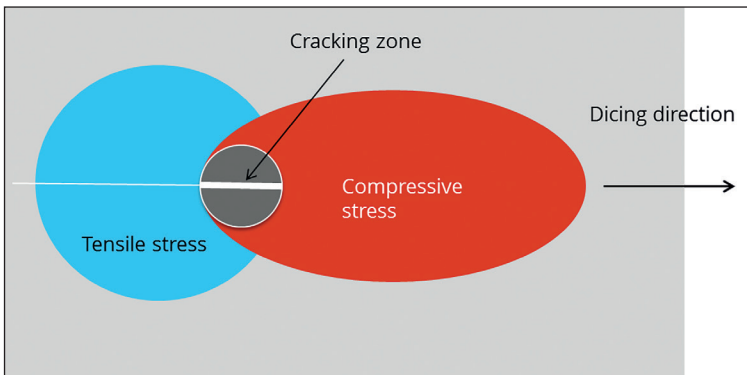 Cracking zone
Dicing direction
Compressive
stress
Tensile stress